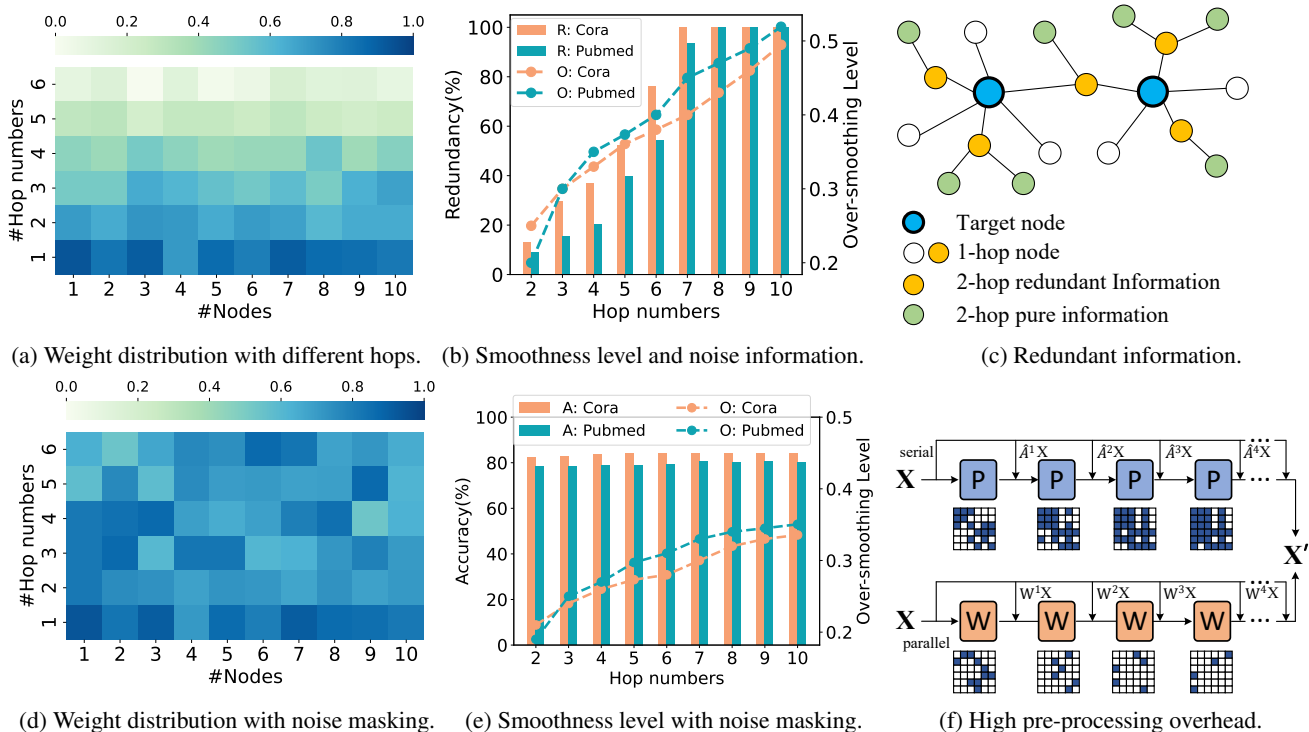 0.0 0.2 0.4 0.6 0.8 1.0
#Hop numbers
6
5
4
3
2
1
1 2 3 4 5 6 7 8 9 10
#Nodes
(a) Weight distribution with different hops.
R: Cora
R: Pubmed
O: Cora
O: Pubmed
Redundancy(%)
100
80
60
40
20
0
Over-smoothing Level
0.5
0.4
0.3
0.2
2 3 4 5 6 7 8 9 10
Hop numbers
(b) Smoothness level and noise information.
Target node
1-hop node
2-hop redundant Information
2-hop pure information
(c) Redundant information.
0.0 0.2 0.4 0.6 0.8 1.0
#Hop numbers
6
5
4
3
2
1
1 2 3 4 5 6 7 8 9 10
#Nodes
(d) Weight distribution with noise masking.
A: Cora O: Cora
A: Pubmed O: Pubmed
Accuracy(%)
100
80
60
40
20
0
Over-smoothing Level
0.5
0.4
0.3
0.2
2 3 4 5 6 7 8 9 10
Hop numbers
(e) Smoothness level with noise masking.
serial Â¹X Â²X Â³X Â⁴X ...
X P P P P ...
X′
W¹X W²X W³X W⁴X ...
X W W W W ...
parallel
(f) High pre-processing overhead.